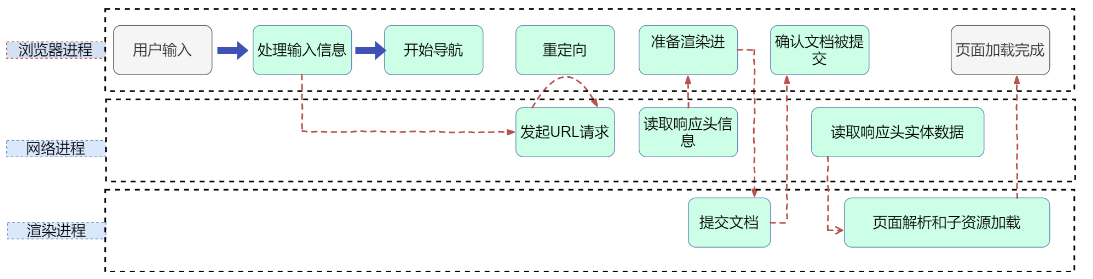 浏览器进程
用户输入
处理输入信息
开始导航
重定向
准备渲染进
确认文档被提
交
页面加载完成
网络进程
发起URL请求
读取响应头信
息
读取响应头实体数据
渲染进程
提交文档
页面解析和子资源加载